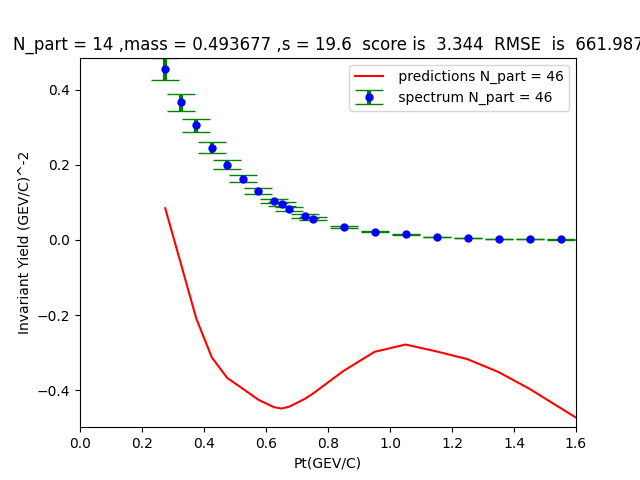 N_part = 14 ,mass = 0.493677 ,s = 19.6  score is  3.344  RMSE  is  661.987
predictions N_part = 46
spectrum N_part = 46
Invariant Yield (GEV/C)^-2
0.4
0.2
0.0
−0.2
−0.4
0.0 0.2 0.4 0.6 0.8 1.0 1.2 1.4 1.6
Pt(GEV/C)